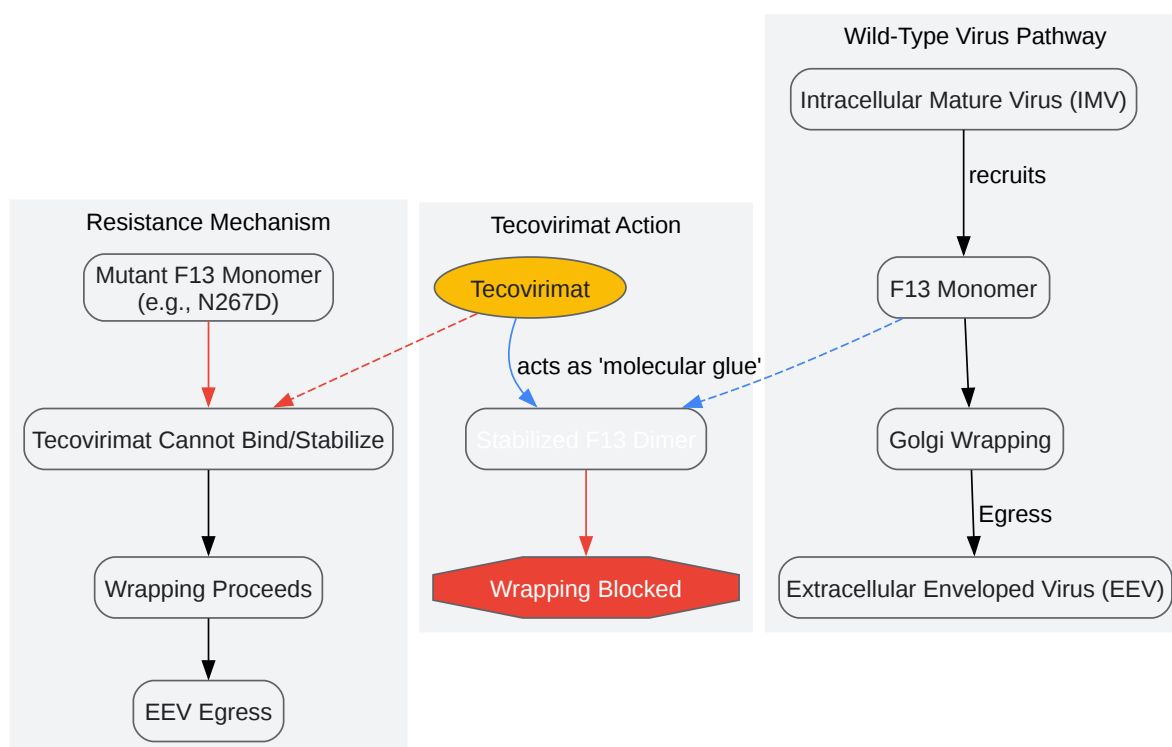 Wild-Type Virus Pathway
Intracellular Mature Virus (IMV)
recruits
F13 Monomer
Golgi Wrapping
Egress
Extracellular Enveloped Virus (EEV)
Tecovirimat Action
Tecovirimat
acts as 'molecular glue'
Stabilized F13 Dimer
Wrapping Blocked
Resistance Mechanism
Mutant F13 Monomer
(e.g., N267D)
Tecovirimat Cannot Bind/Stabilize
Wrapping Proceeds
EEV Egress